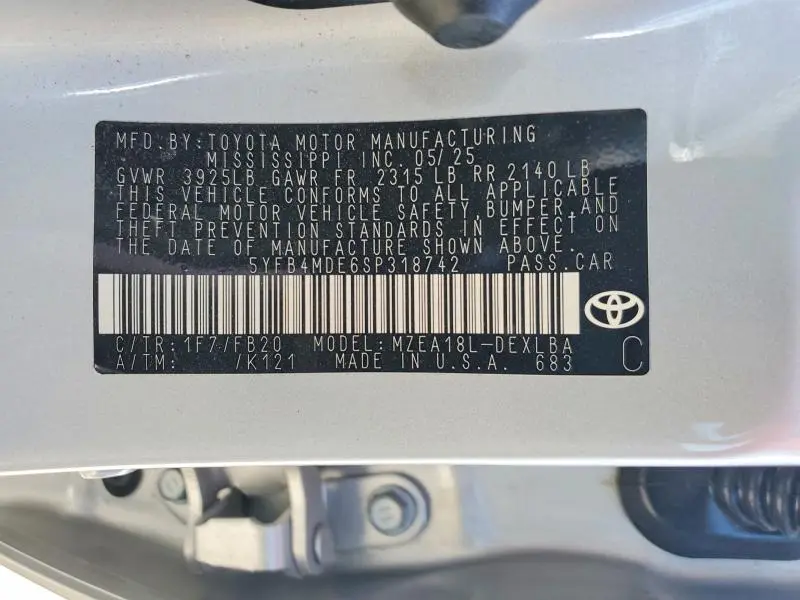 MFD.BY:TOYOTA MOTOR MANUFACTURING
MISSISSIPPI INC.05/25
GVWR 3925LB GAWR FR 2315 LB RR 2140 LB
THIS VEHICLE CONFORMS TO ALL APPLICABLE
FEDERAL MOTOR VEHICLE SAFETY,BUMPER,AND
THEFT PREVENTION STANDARDS IN EFFECT ON
THE DATE OF MANUFACTURE SHOWN ABOVE.
5YFB4MDE6SP318742 PASS.CAR
C/TR:1F7/FB20 MODEL:MZEA18L-DEXLBA
A/TM: /K121 MADE IN U.S.A. 683 C